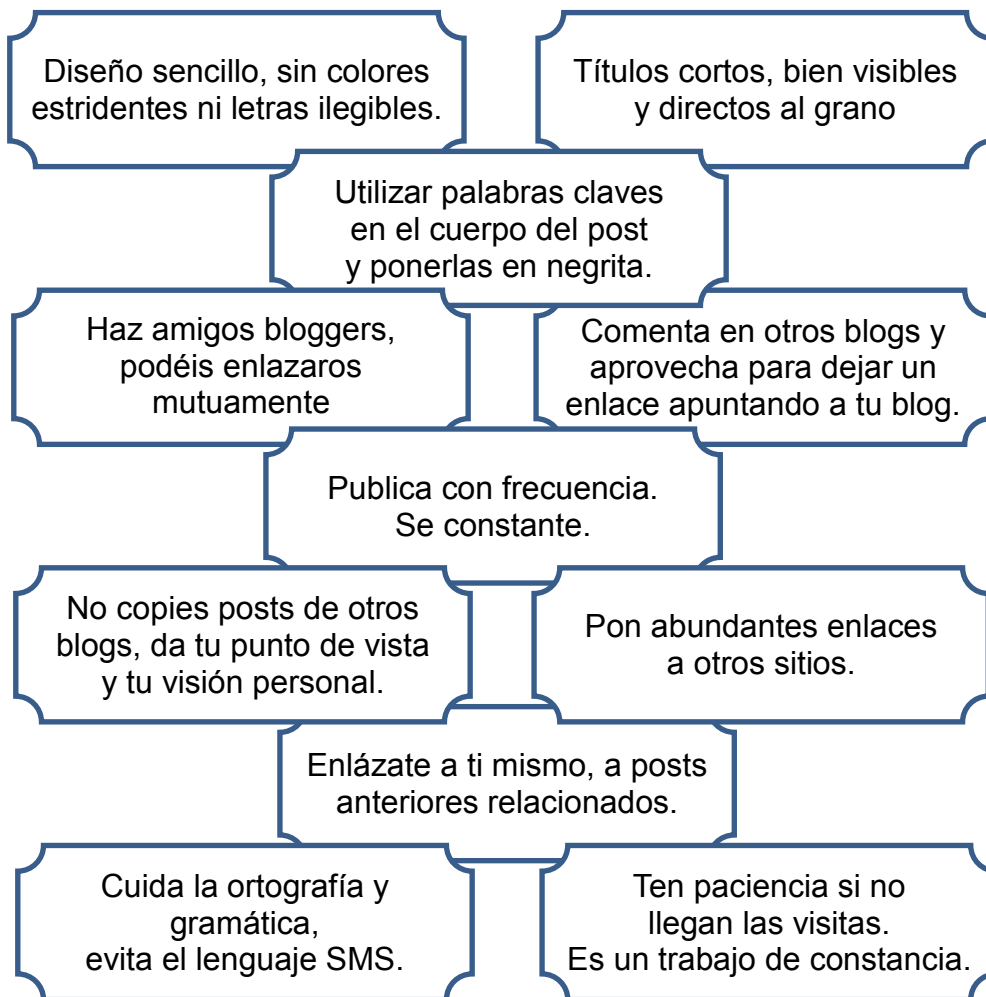 Diseño sencillo, sin colores
estridentes ni letras ilegibles.
Títulos cortos, bien visibles
y directos al grano
Utilizar palabras claves
en el cuerpo del post
y ponerlas en negrita.
Haz amigos bloggers,
podéis enlazaros
mutuamente
Comenta en otros blogs y
aprovecha para dejar un
enlace apuntando a tu blog.
Publica con frecuencia.
Se constante.
No copies posts de otros
blogs, da tu punto de vista
y tu visión personal.
Pon abundantes enlaces
a otros sitios.
Enlázate a ti mismo, a posts
anteriores relacionados.
Cuida la ortografía y
gramática,
evita el lenguaje SMS.
Ten paciencia si no
llegan las visitas.
Es un trabajo de constancia.